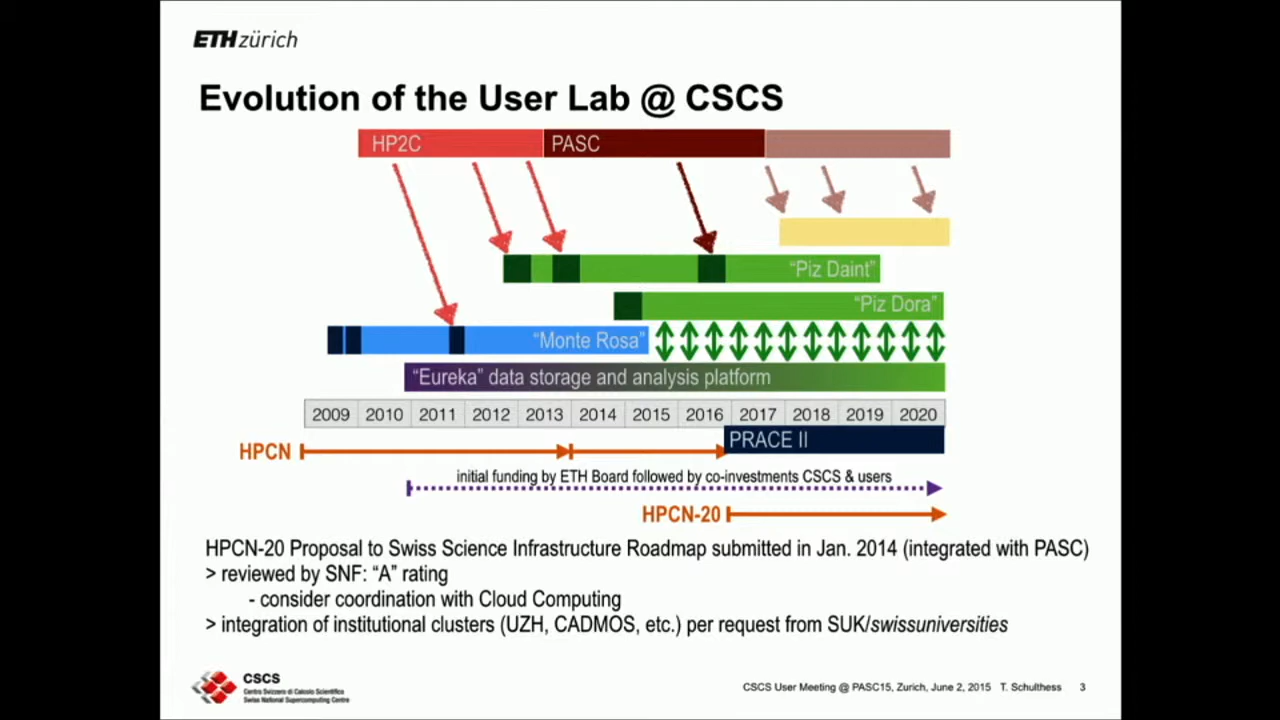 ETH zürich
Evolution of the User Lab @ CSCS
HP2C
PASC
“Piz Daint”
“Piz Dora”
“Monte Rosa”
“Eureka” data storage and analysis platform
2009 2010 2011 2012 2013 2014 2015 2016 2017 2018 2019 2020
PRACE II
HPCN
initial funding by ETH Board followed by co-investments CSCS & users
HPCN-20
HPCN-20 Proposal to Swiss Science Infrastructure Roadmap submitted in Jan. 2014 (integrated with PASC)
> reviewed by SNF: “A” rating
- consider coordination with Cloud Computing
> integration of institutional clusters (UZH, CADMOS, etc.) per request from SUK/swissuniversities
CSCS
Centro Svizzero di Calcolo Scientifico
Swiss National Supercomputing Centre
CSCS User Meeting @ PASC15, Zurich, June 2, 2015 T. Schulthess 3